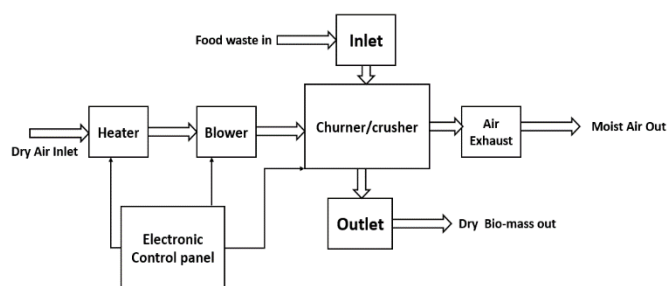 Food waste in
Inlet
Heater
Blower
Churner/crusher
Air
Exhaust
Moist Air Out
Dry Air Inlet
Electronic
Control panel
Outlet
Dry Bio-mass out